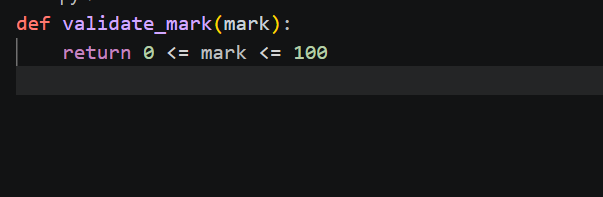 def validate_mark(mark):
    return 0 <= mark <= 100